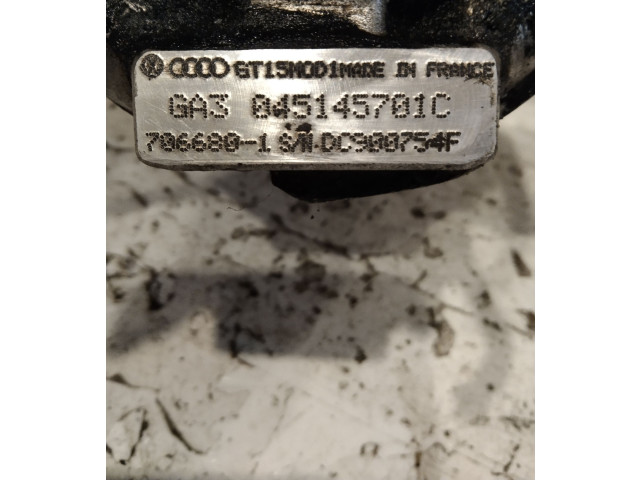 GT15MOD1MADE IN FRANCE
GA3 045145701C
706680-1 S/N.DC900754F